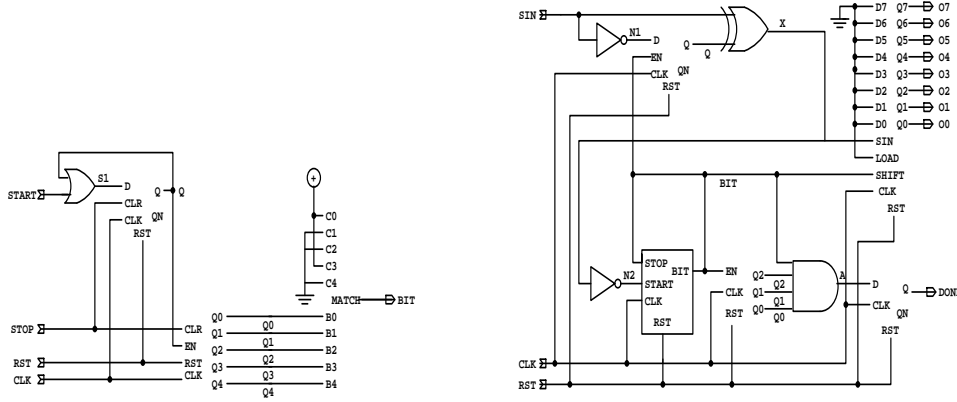 START
S1
D
Q
Q
CLR
CLK
QN
RST
STOP
CLR
EN
RST
RST
CLK
CLK
+
C0
C1
C2
C3
C4
MATCH
BIT
Q0
Q0
B0
Q1
Q1
B1
Q2
Q2
B2
Q3
Q3
B3
Q4
Q4
B4
SIN
N1
D
Q
Q
X
EN
CLK
QN
RST
D7 Q7 O7
D6 Q6 O6
D5 Q5 O5
D4 Q4 O4
D3 Q3 O3
D2 Q2 O2
D1 Q1 O1
D0 Q0 O0
SIN
LOAD
SHIFT
BIT
CLK
RST
N2
STOP
BIT
START
CLK
RST
EN
CLK
RST
Q2
Q2
Q1
Q1
Q0
Q0
A
D
Q
DONE
CLK
QN
RST
CLK
RST